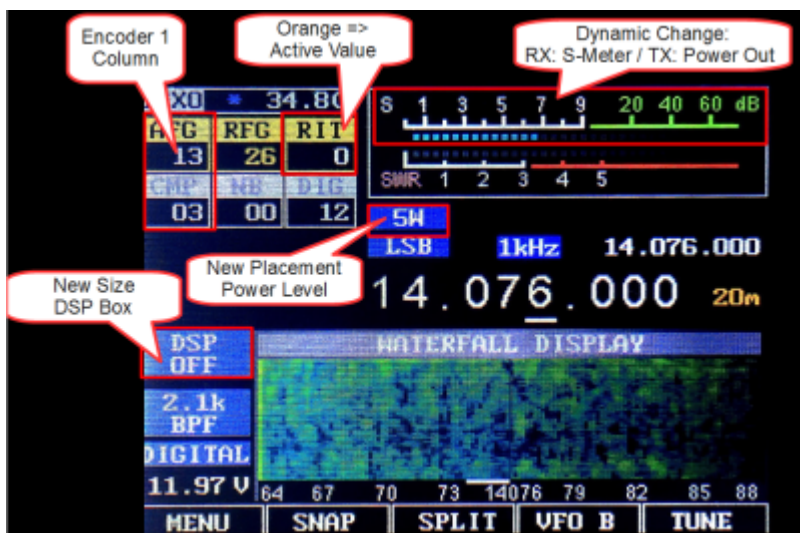 Encoder 1
Column
Orange =>
Active Value
Dynamic Change:
RX: S-Meter / TX: Power Out
XO * 34.8
S 1 3 5 7 9 20 40 60 dB
AFG RFG RIT
13 26 0
SWR 1 2 3 4 5
CMP NB DIG
03 00 12
5W
LSB 1kHz 14.076.000
New Placement
Power Level
14.076.000 20m
New Size
DSP Box
DSP
OFF
WATERFALL DISPLAY
2.1k
BPF
DIGITAL
11.97 V
64 67 70 73 14076 79 82 85 88
MENU SNAP SPLIT VFO B TUNE